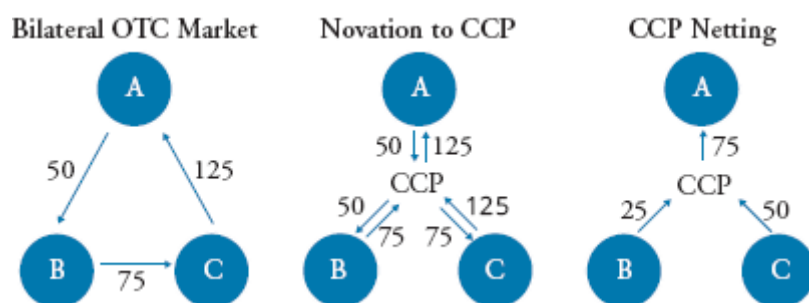 Bilateral OTC Market
A
50
125
B
75
C
Novation to CCP
A
50
125
CCP
50
75
75
125
B
C
CCP Netting
A
75
CCP
25
50
B
C